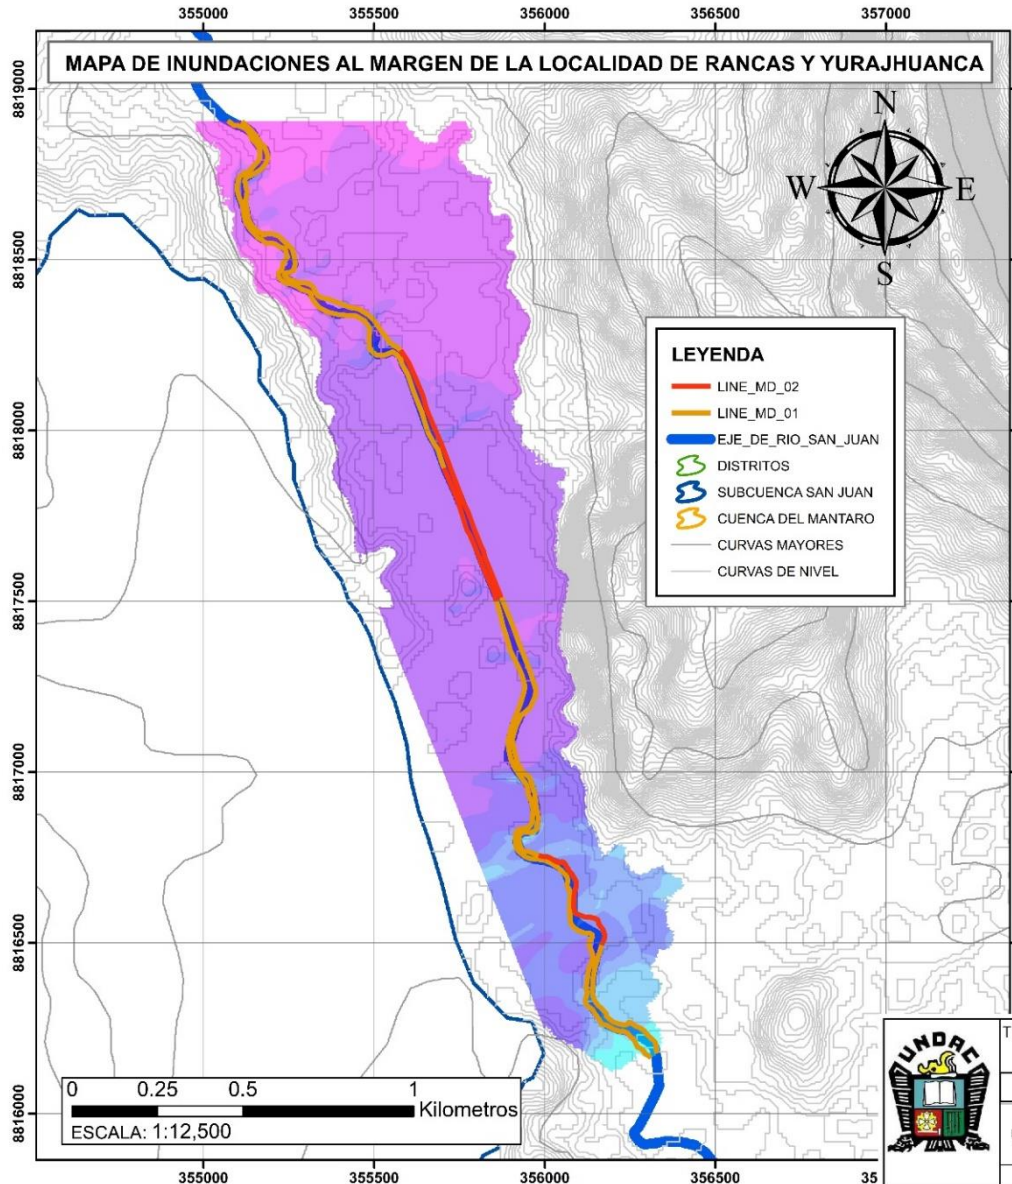 355000 355500 356000 356500 357000
MAPA DE INUNDACIONES AL MARGEN DE LA LOCALIDAD DE RANCAS Y YURAJHUANCA
8819000
N
W E
S
8818500
LEYENDA
LINE_MD_02
LINE_MD_01
EJE_DE_RIO_SAN_JUAN
DISTRITOS
SUBCUENCA SAN JUAN
CUENCA DEL MANTARO
CURVAS MAYORES
CURVAS DE NIVEL
8818000
8817500
8817000
8816500
8816000
UNDAC
T
0 0.25 0.5 1
Kilometros
ESCALA: 1:12,500
355000 355500 356000 356500 35